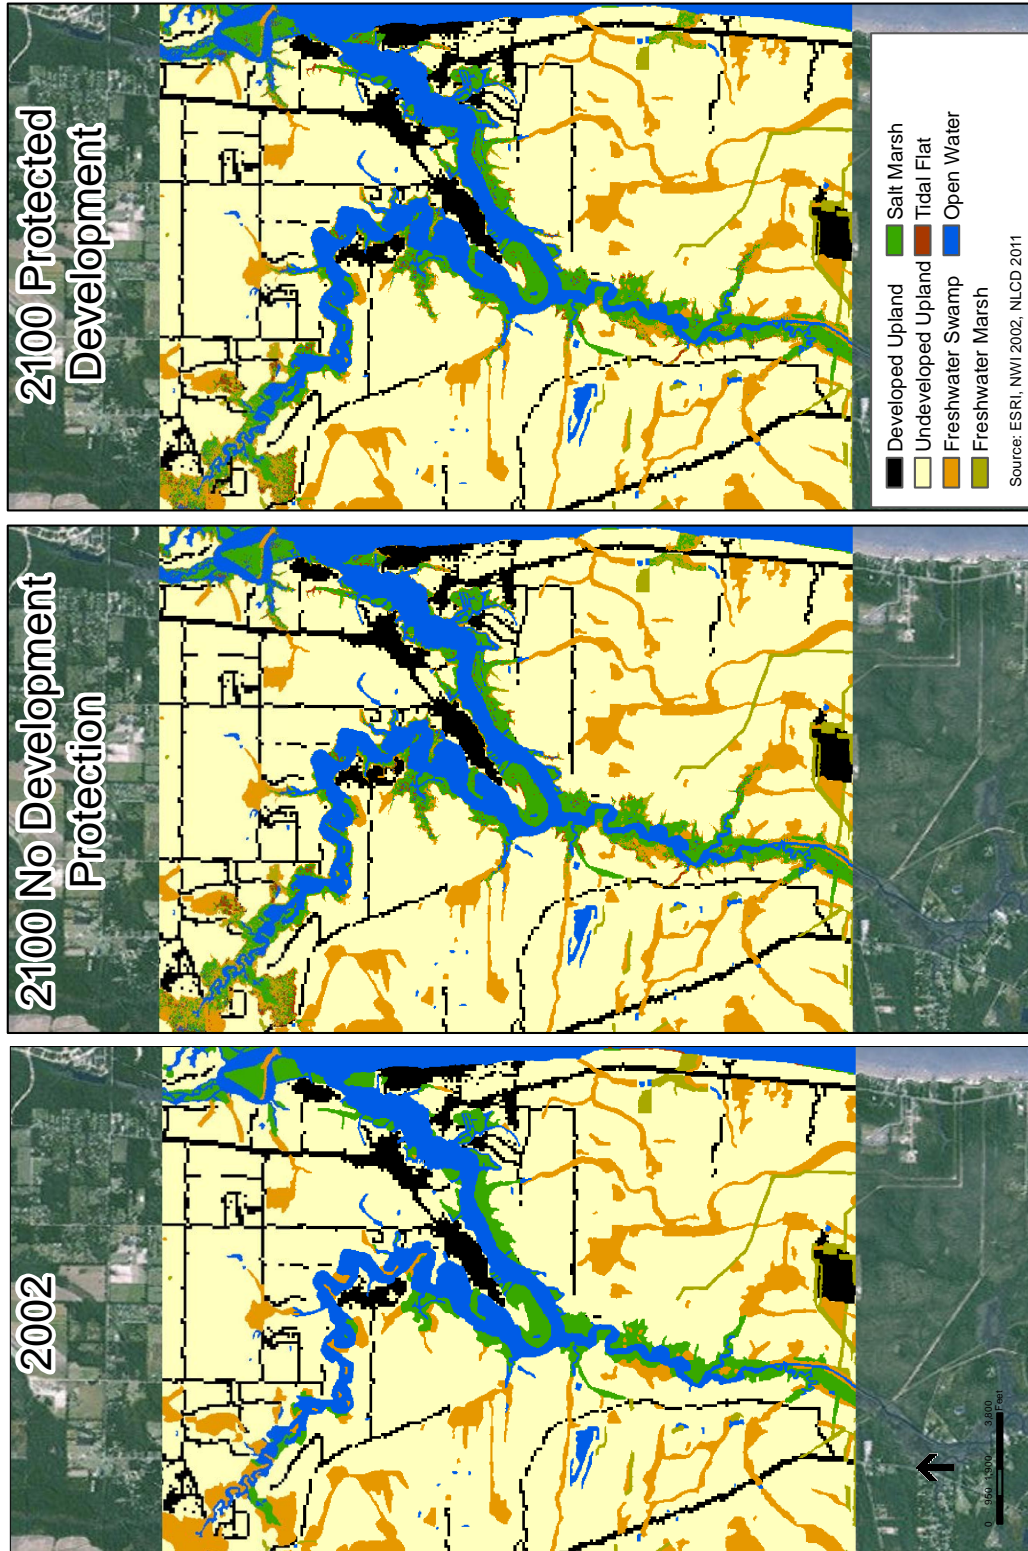 2002
2100 No Development
Protection
2100 Protected
Development
Developed Upland
Undeveloped Upland
Freshwater Swamp
Freshwater Marsh
Salt Marsh
Tidal Flat
Open Water
Source: ESRI, NWI 2002, NLCD 2011
0 950 1,900 3,800
Feet